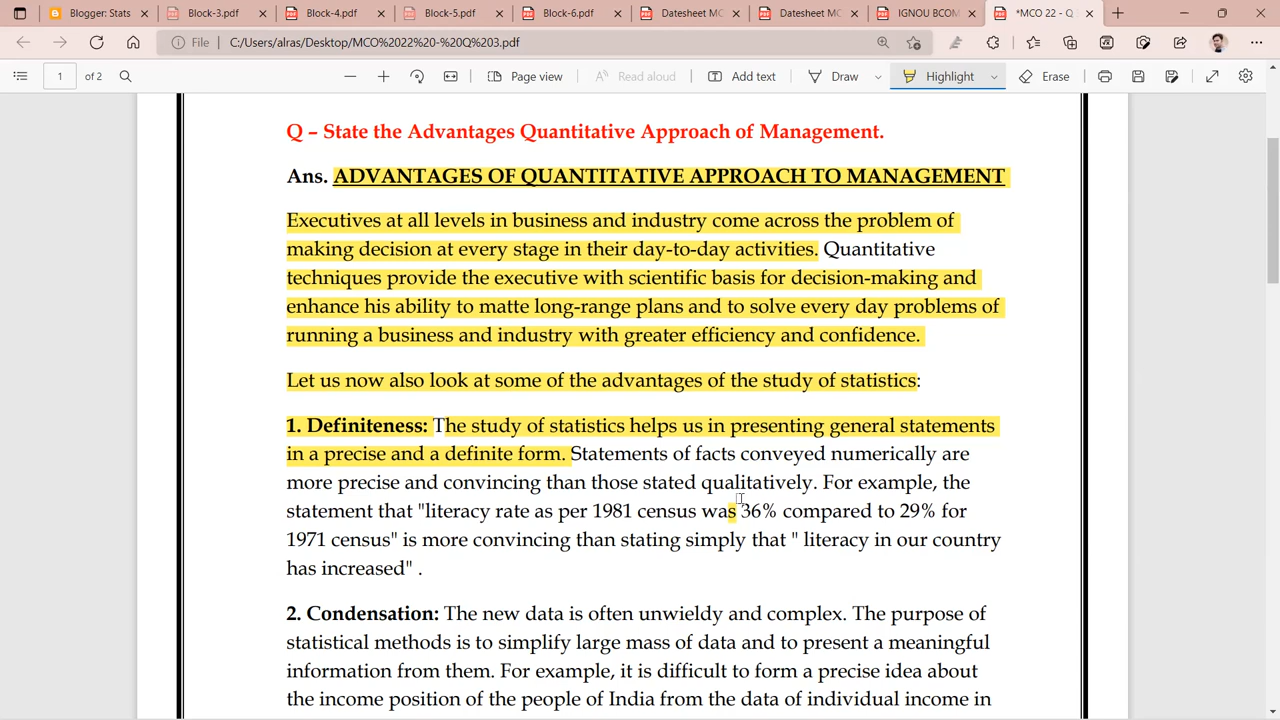 Blogger: Stats
Block-3.pdf
Block-4.pdf
Block-5.pdf
Block-6.pdf
Datesheet MC
Datesheet MC
IGNOU BCOM
*MCO 22 - Q
File
C:/Users/alras/Desktop/MCO%2022%20-%20Q%203.pdf
1 of 2
Page view
Read aloud
Add text
Draw
Highlight
Erase
Q – State the Advantages Quantitative Approach of Management.
Ans. ADVANTAGES OF QUANTITATIVE APPROACH TO MANAGEMENT
Executives at all levels in business and industry come across the problem of
making decision at every stage in their day-to-day activities. Quantitative
techniques provide the executive with scientific basis for decision-making and
enhance his ability to matte long-range plans and to solve every day problems of
running a business and industry with greater efficiency and confidence.
Let us now also look at some of the advantages of the study of statistics:
1. Definiteness: The study of statistics helps us in presenting general statements
in a precise and a definite form. Statements of facts conveyed numerically are
more precise and convincing than those stated qualitatively. For example, the
statement that "literacy rate as per 1981 census was 36% compared to 29% for
1971 census" is more convincing than stating simply that " literacy in our country
has increased" .
2. Condensation: The new data is often unwieldy and complex. The purpose of
statistical methods is to simplify large mass of data and to present a meaningful
information from them. For example, it is difficult to form a precise idea about
the income position of the people of India from the data of individual income in